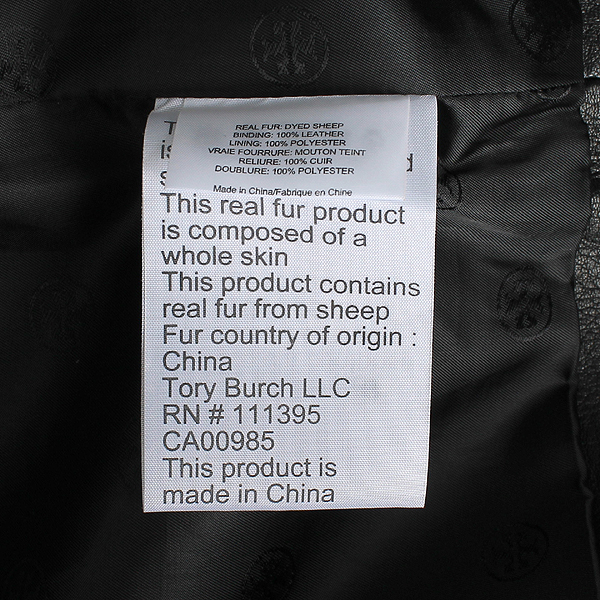 REAL FUR: DYED SHEEP
BINDING: 100% LEATHER
LINING: 100% POLYESTER
VRAIE FOURRURE: MOUTON TEINT
RELIURE: 100% CUIR
DOUBLURE: 100% POLYESTER
Made in China/Fabrique en Chine
This real fur product
is composed of a
whole skin
This product contains
real fur from sheep
Fur country of origin :
China
Tory Burch LLC
RN # 111395
CA00985
This product is
made in China